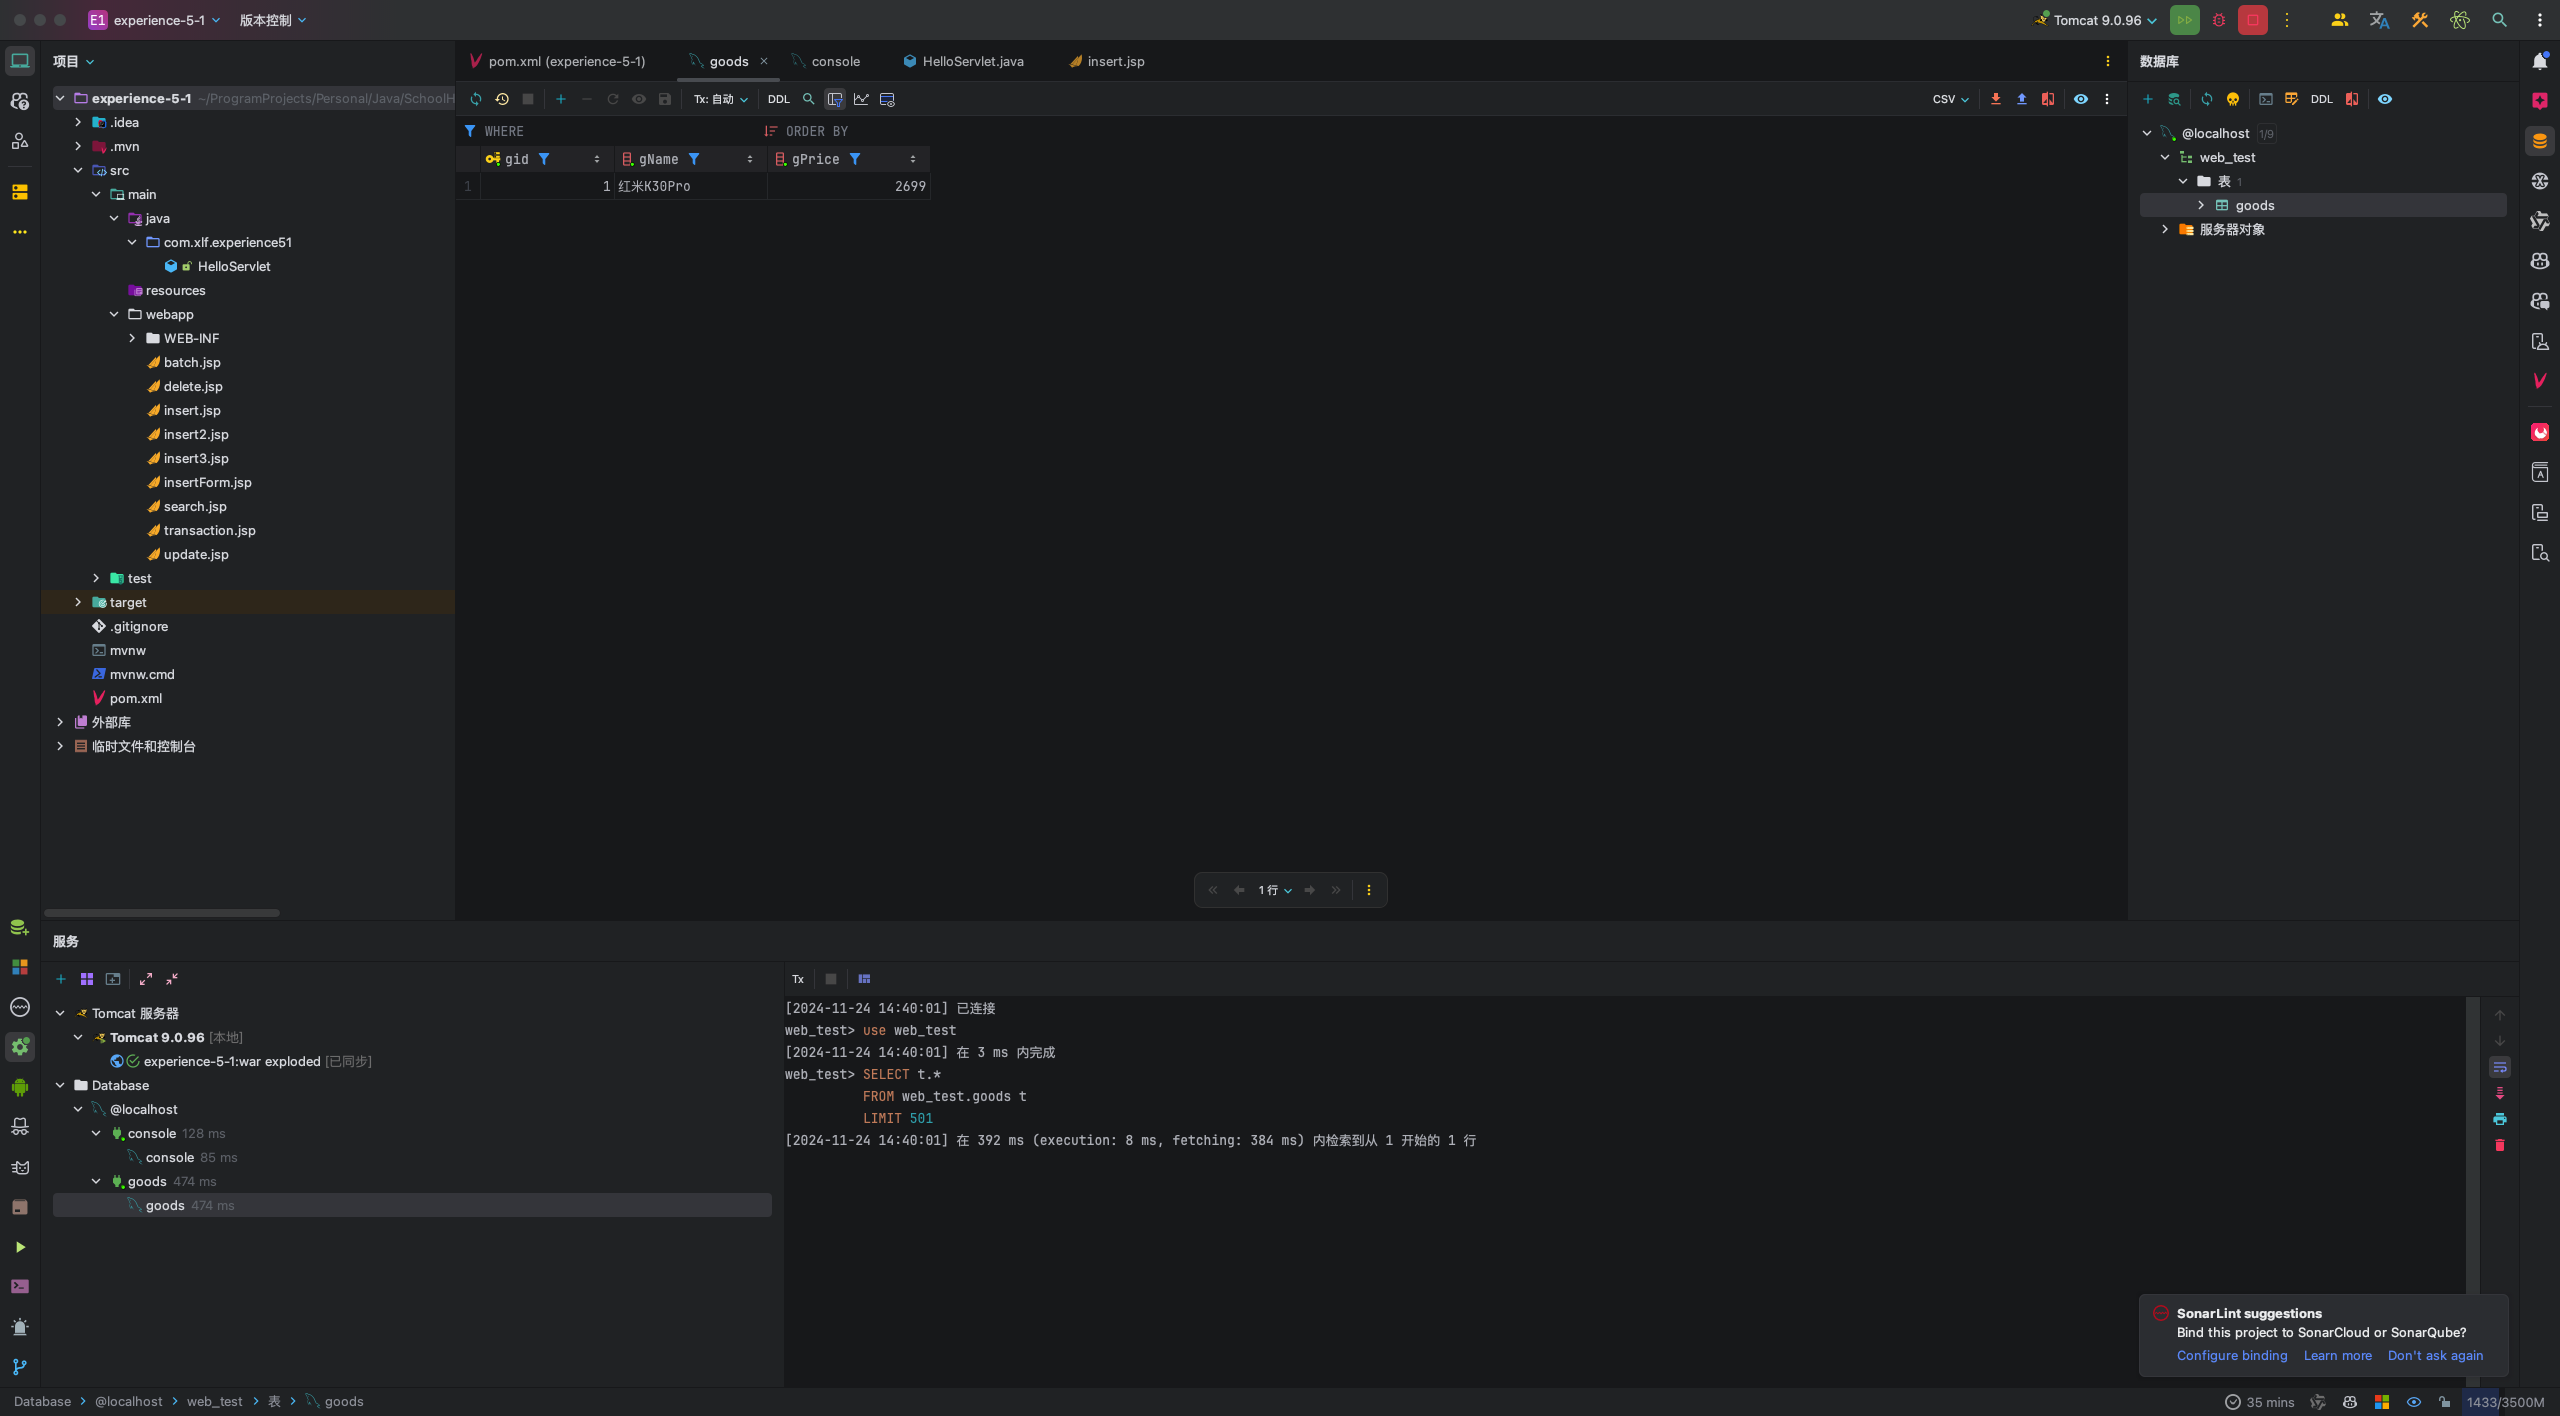 E1 experience-5-1 版本控制 Tomcat 9.0.96
项目
experience-5-1 ~/ProgramProjects/Personal/Java/SchoolH
.idea
.mvn
src
main
java
com.xlf.experience51
HelloServlet
resources
webapp
WEB-INF
batch.jsp
delete.jsp
insert.jsp
insert2.jsp
insert3.jsp
insertForm.jsp
search.jsp
transaction.jsp
update.jsp
test
target
.gitignore
mvnw
mvnw.cmd
pom.xml
外部库
临时文件和控制台
pom.xml (experience-5-1) goods console HelloServlet.java insert.jsp
Tx: 自动 DDL CSV
WHERE ORDER BY
gid gName gPrice
1 1 红米K30Pro 2699
1 行
数据库
DDL
@localhost 1/9
web_test
表 1
goods
服务器对象
服务
Tomcat 服务器
Tomcat 9.0.96 [本地]
experience-5-1:war exploded [已同步]
Database
@localhost
console 128 ms
console 85 ms
goods 474 ms
goods 474 ms
Tx
[2024-11-24 14:40:01] 已连接
web_test> use web_test
[2024-11-24 14:40:01] 在 3 ms 内完成
web_test> SELECT t.*
FROM web_test.goods t
LIMIT 501
[2024-11-24 14:40:01] 在 392 ms (execution: 8 ms, fetching: 384 ms) 内检索到从 1 开始的 1 行
SonarLint suggestions
Bind this project to SonarCloud or SonarQube?
Configure binding Learn more Don't ask again
Database @localhost web_test 表 goods
35 mins 1433/3500M